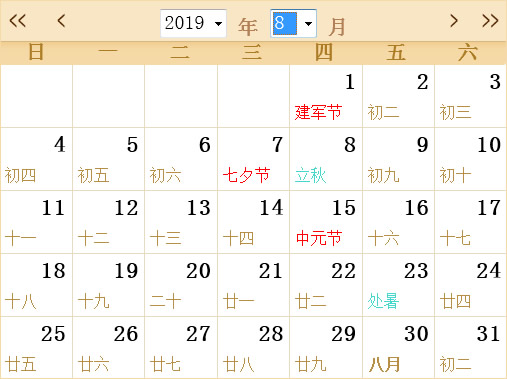 2019 年 8 月
日 一 二 三 四 五 六
1 2 3
建军节 初二 初三
4 5 6 7 8 9 10
初四 初五 初六 七夕节 立秋 初九 初十
11 12 13 14 15 16 17
十一 十二 十三 十四 中元节 十六 十七
18 19 20 21 22 23 24
十八 十九 二十 廿一 廿二 处暑 廿四
25 26 27 28 29 30 31
廿五 廿六 廿七 廿八 廿九 八月 初二